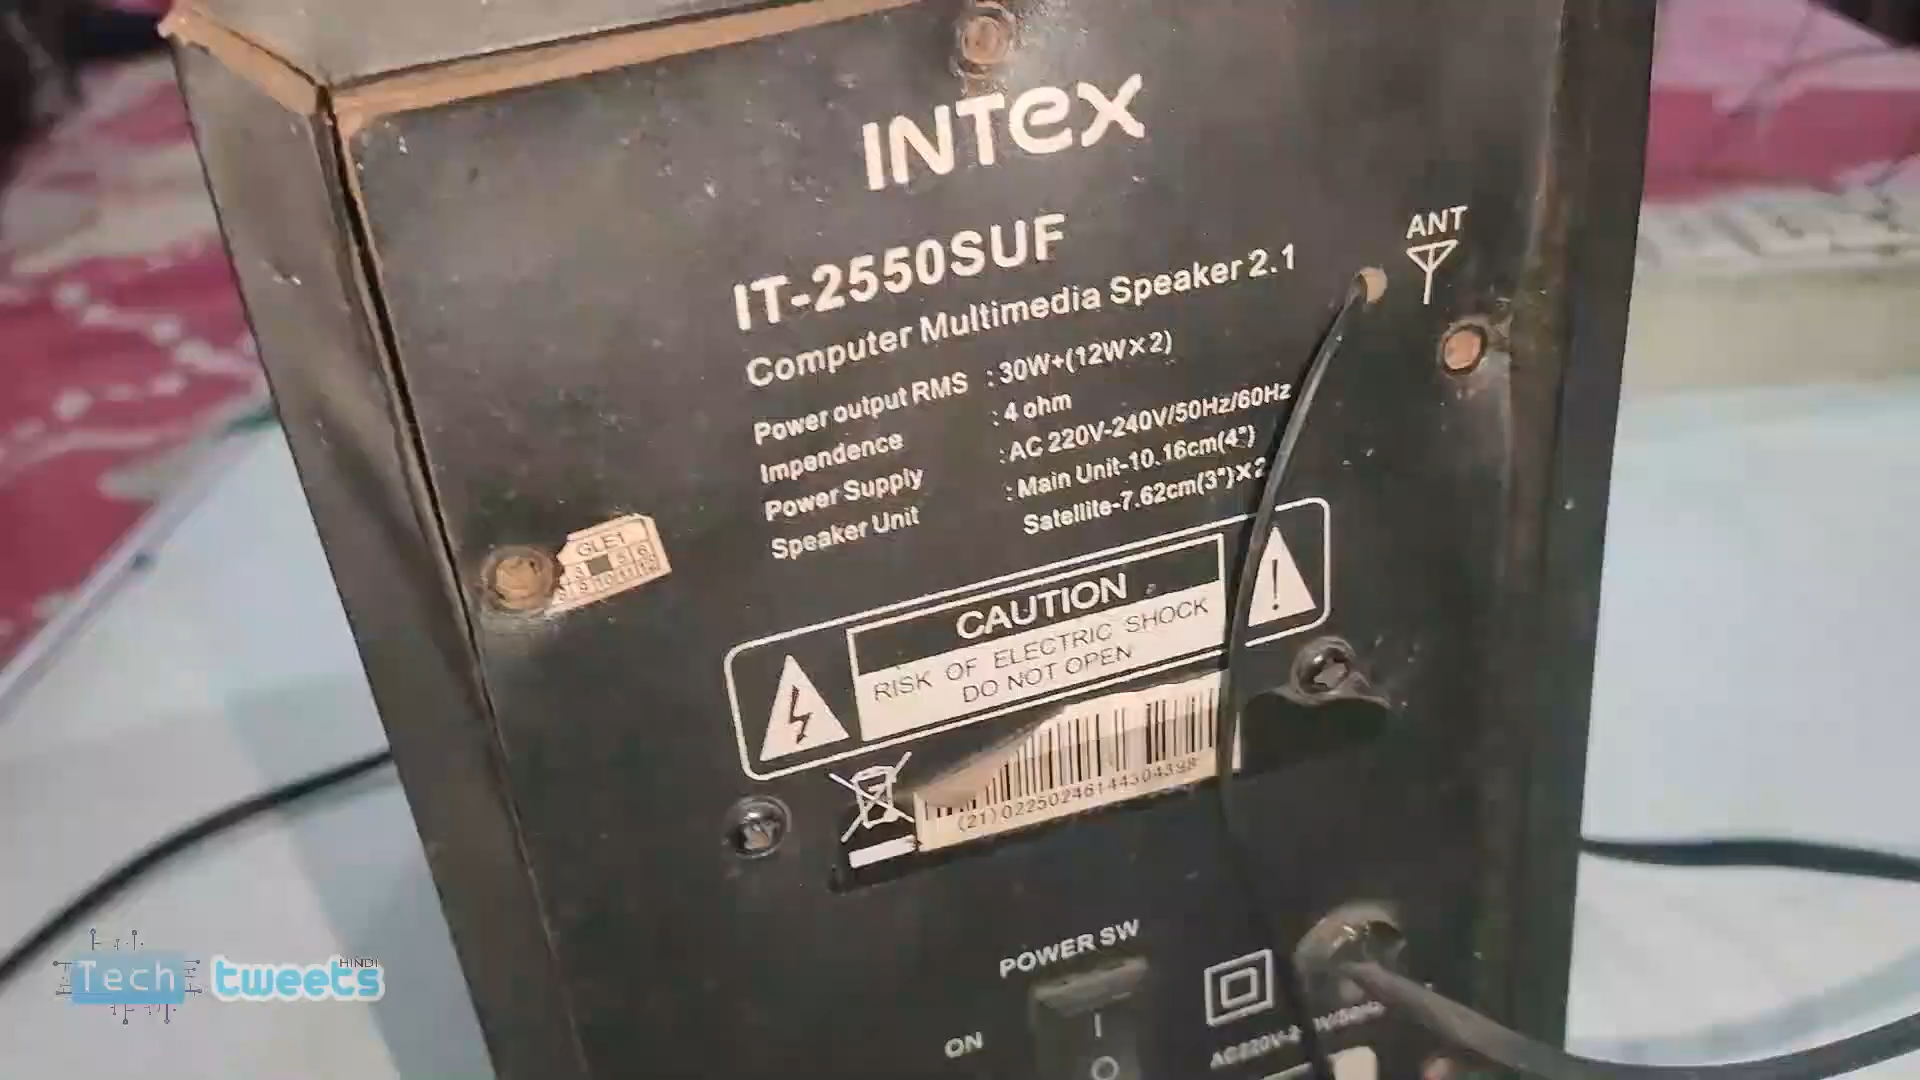 INTEX
ANT
IT-2550SUF
Computer Multimedia Speaker 2.1
Power output RMS : 30W+(12W×2)
Impendence : 4 ohm
Power Supply : AC 220V-240V/50Hz/60Hz
Speaker Unit : Main Unit-10.16cm(4")
Satellite-7.62cm(3")×2
GLE1
CAUTION
RISK OF ELECTRIC SHOCK
DO NOT OPEN
(21)02250246144304398
POWER SW
ON
Tech tweets
HINDI